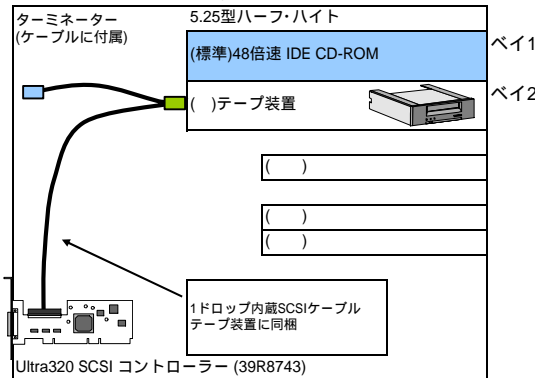 ターミネーター
(ケーブルに付属)
5.25型ハーフ･ハイト
(標準)48倍速 IDE CD-ROM
ベイ1
(　)テープ装置
ベイ2
(　)
(　)
(　)
1ドロップ内蔵SCSIケーブル
テープ装置に同梱
Ultra320 SCSI コントローラー (39R8743)